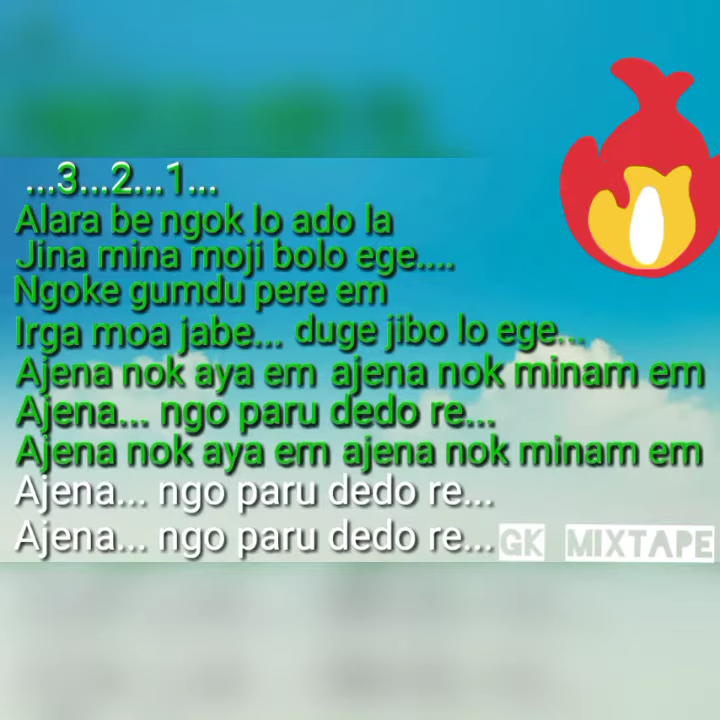 ...3...2...1...
Alara be ngok lo ado la
Jina mina moji bolo ege....
Ngoke gumdu pere em
Irga moa jabe... duge jibo lo ege...
Ajena nok aya em ajena nok minam em
Ajena... ngo paru dedo re...
Ajena nok aya em ajena nok minam em
Ajena... ngo paru dedo re...
Ajena... ngo paru dedo re...
GK MIXTAPE